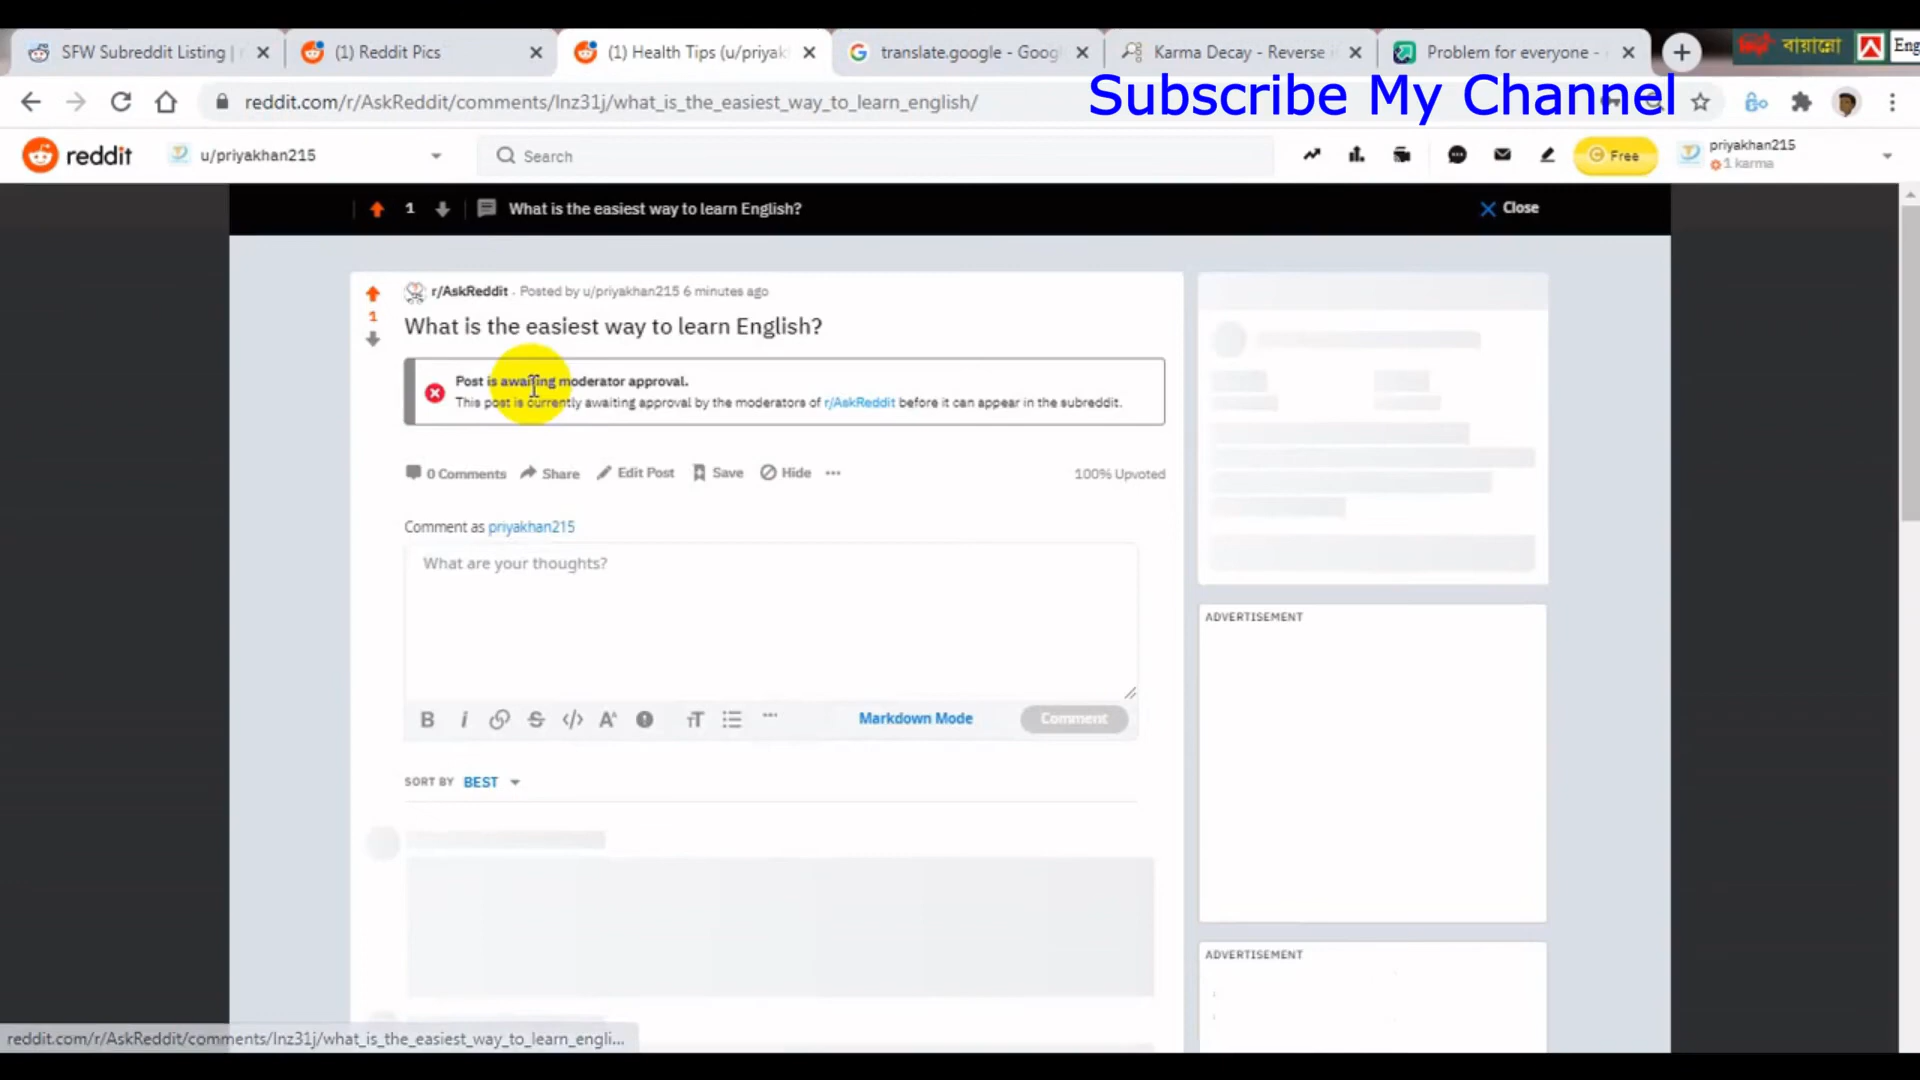 SFW Subreddit Listing |
(1) Reddit Pics
(1) Health Tips (u/priyak
translate.google - Goog
Karma Decay - Reverse i
Problem for everyone -
বায়ান্নো
Eng
reddit.com/r/AskReddit/comments/lnz31j/what_is_the_easiest_way_to_learn_english/
Subscribe My Channel
reddit
u/priyakhan215
Search
Free
priyakhan215
1 karma
1
What is the easiest way to learn English?
Close
r/AskReddit · Posted by u/priyakhan215 6 minutes ago
1
What is the easiest way to learn English?
Post is awaiting moderator approval.
This post is currently awaiting approval by the moderators of r/AskReddit before it can appear in the subreddit.
0 Comments
Share
Edit Post
Save
Hide
100% Upvoted
Comment as priyakhan215
What are your thoughts?
Markdown Mode
Comment
SORT BY BEST
ADVERTISEMENT
ADVERTISEMENT
reddit.com/r/AskReddit/comments/lnz31j/what_is_the_easiest_way_to_learn_engli...